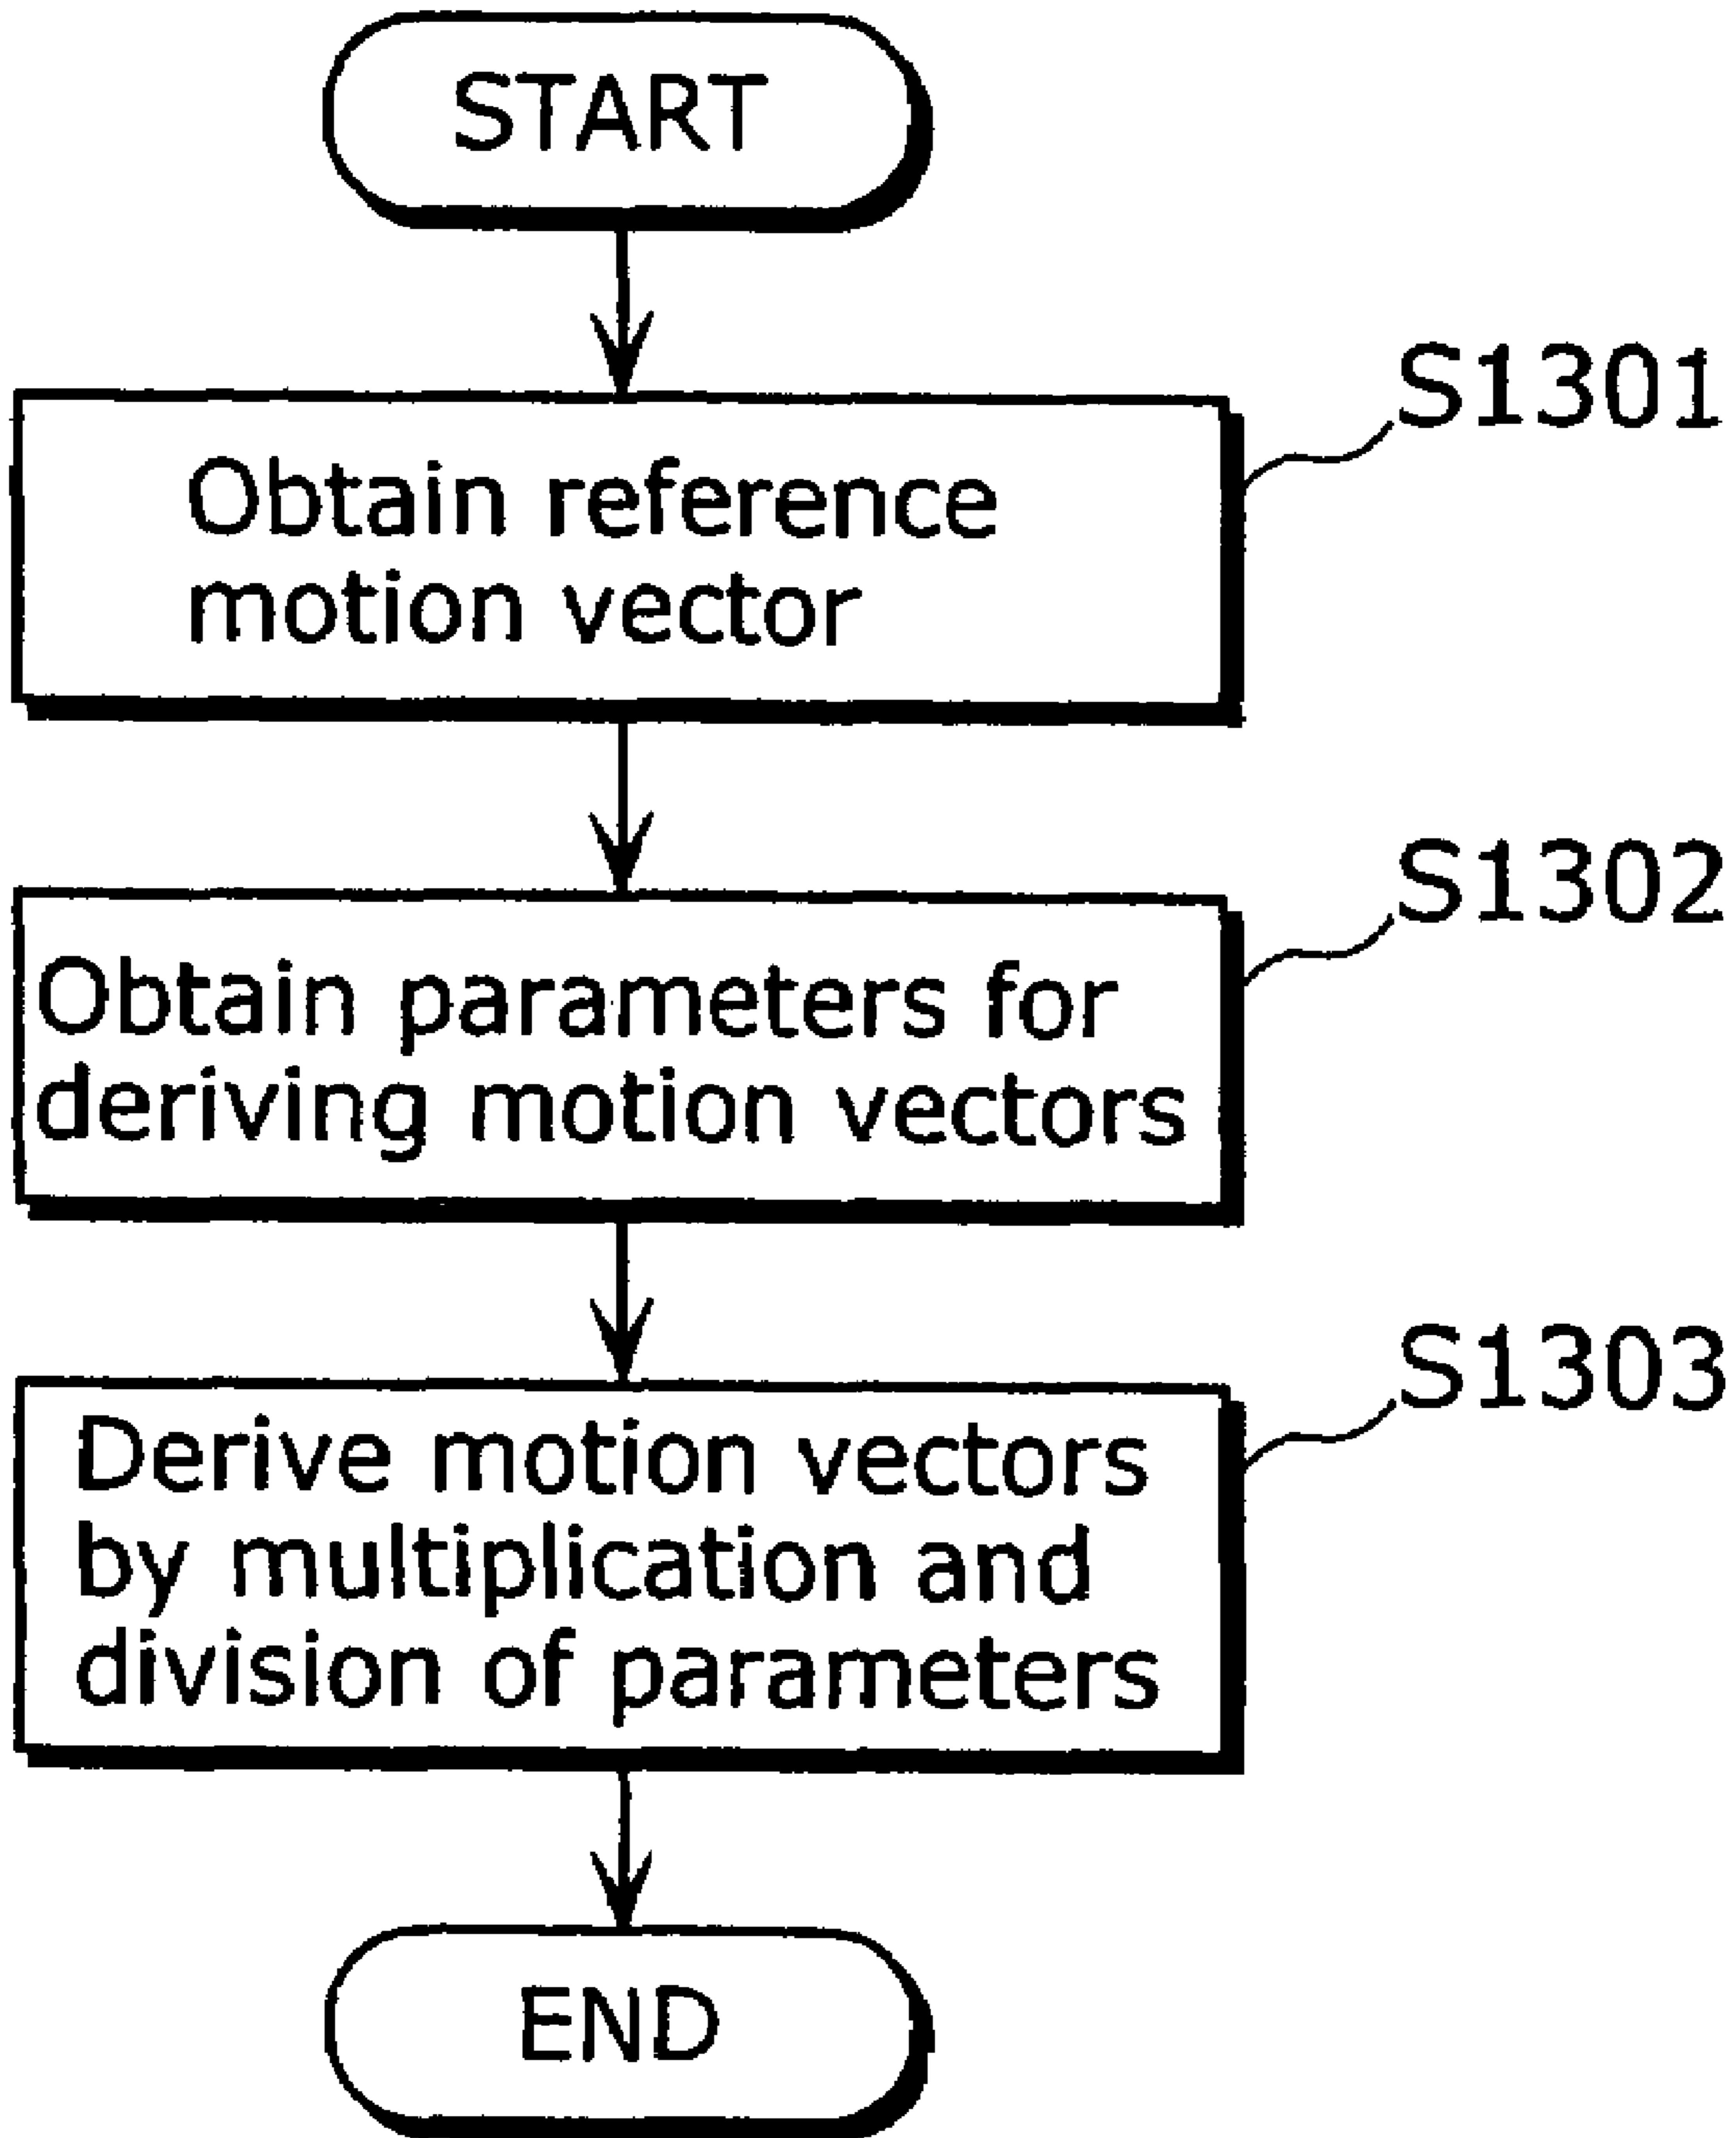 START
S1301
Obtain reference
motion vector
S1302
Obtain parameters for
deriving motion vectors
S1303
Derive motion vectors
by multiplication and
division of parameters
END